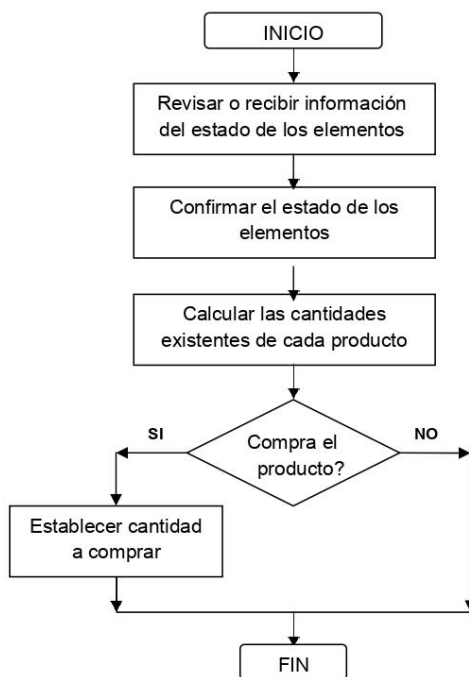 INICIO
Revisar o recibir información
del estado de los elementos
Confirmar el estado de los
elementos
Calcular las cantidades
existentes de cada producto
SI
NO
Compra el
producto?
Establecer cantidad
a comprar
FIN